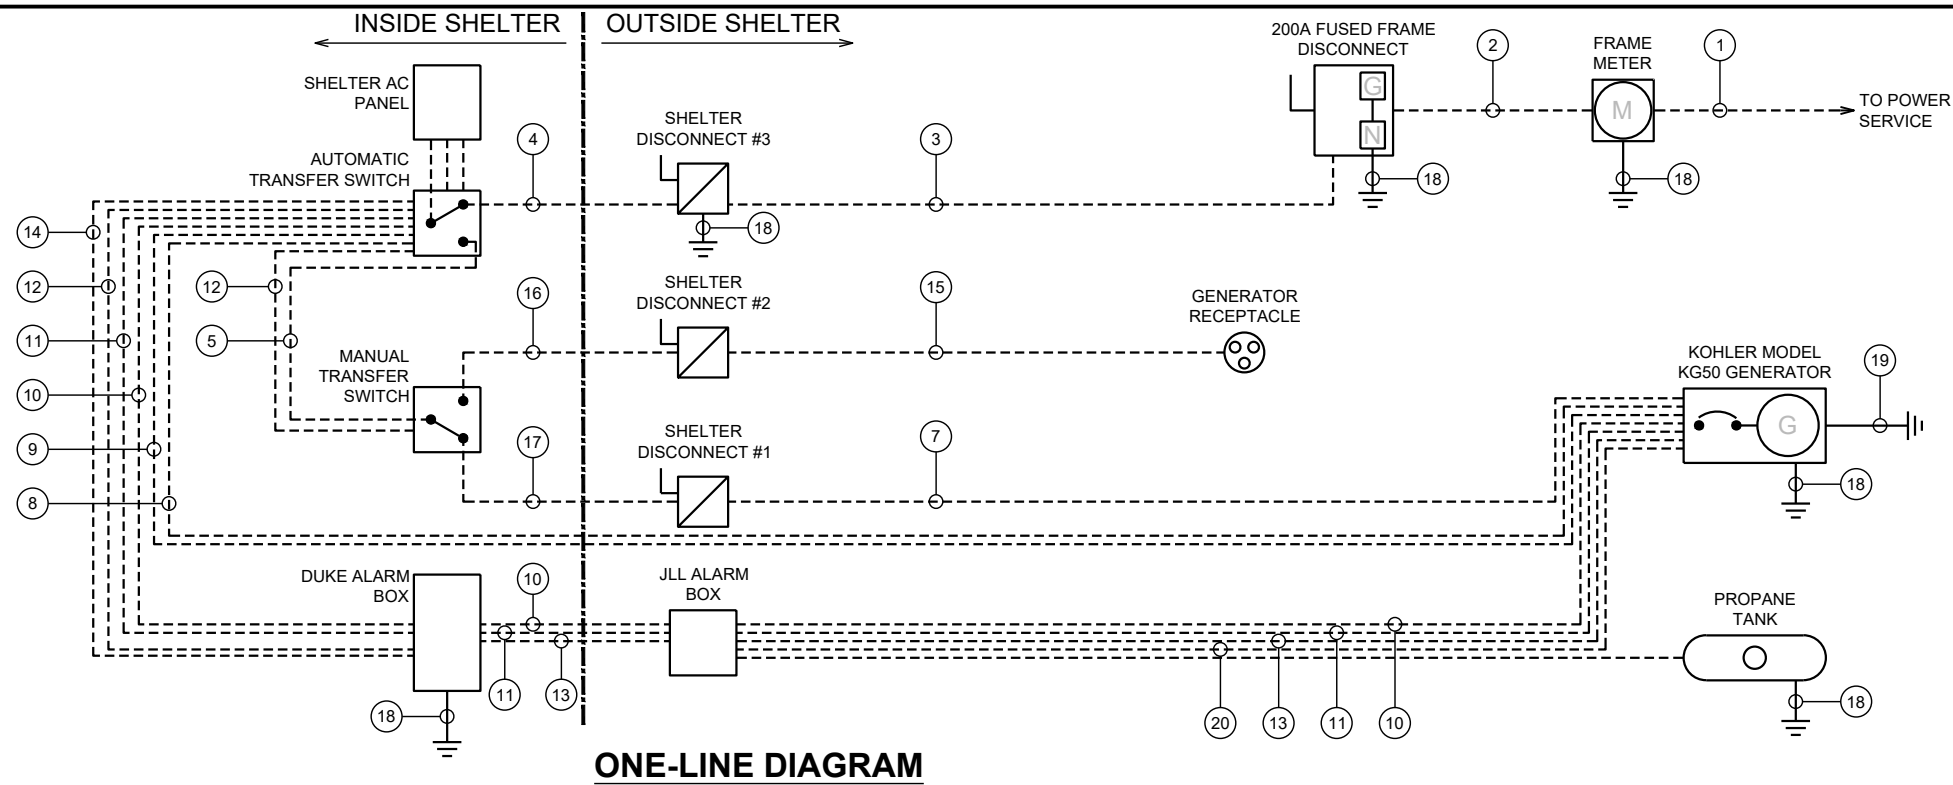 INSIDE SHELTER
OUTSIDE SHELTER
200A FUSED FRAME
DISCONNECT
2
FRAME
METER
1
SHELTER AC
PANEL
G
N
M
TO POWER
SERVICE
4
SHELTER
DISCONNECT #3
3
18
18
AUTOMATIC
TRANSFER SWITCH
14
18
12
12
16
SHELTER
DISCONNECT #2
15
GENERATOR
RECEPTACLE
11
5
MANUAL
TRANSFER
SWITCH
KOHLER MODEL
KG50 GENERATOR
19
10
G
9
17
SHELTER
DISCONNECT #1
7
8
18
DUKE ALARM
BOX
10
JLL ALARM
BOX
PROPANE
TANK
11
13
18
20
13
11
10
18
ONE-LINE DIAGRAM